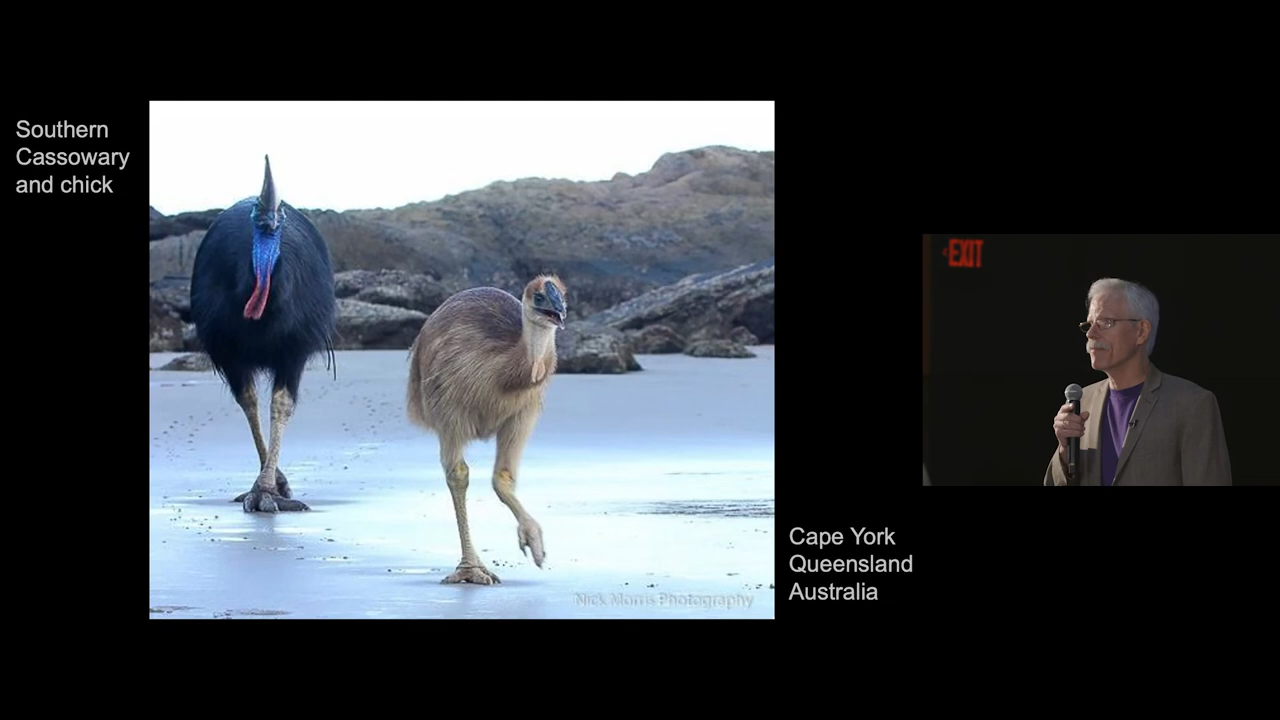 Southern
Cassowary
and chick
EXIT
Cape York
Queensland
Australia
Nick Morris Photography